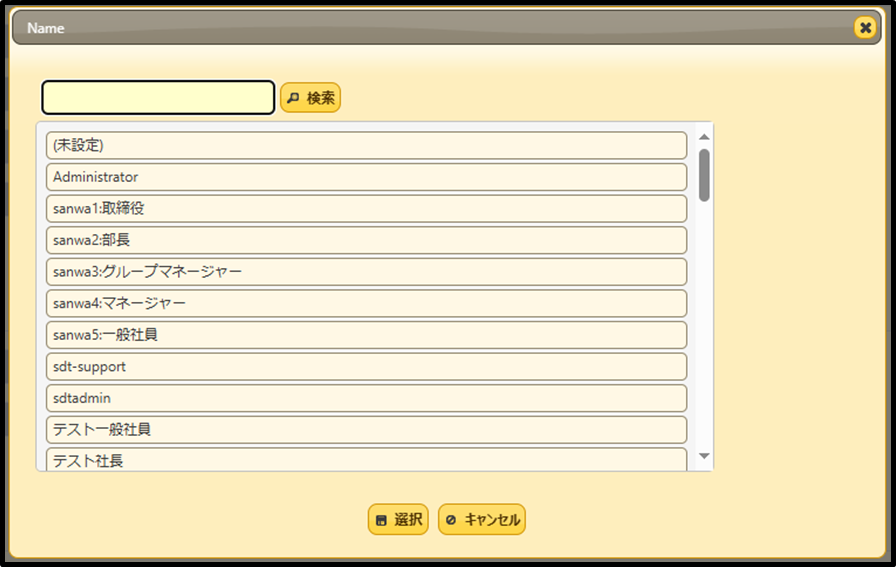 Name
検索
(未設定)
Administrator
sanwa1:取締役
sanwa2:部長
sanwa3:グループマネージャー
sanwa4:マネージャー
sanwa5:一般社員
sdt-support
sdtadmin
テスト一般社員
テスト社長
選択 キャンセル